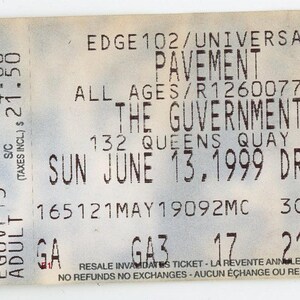 EDGE102/UNIVERSA
PAVEMENT
ALL AGES/R1260077
THE GUVERNMENT
132 QUEENS QUAY
SUN JUNE 13,1999 DR
165121MAY19092MC 30
GA GA3 17 21
RESALE INVALIDATES TICKET - LA REVENTE ANNULE
NO REFUNDS NO EXCHANGES - AUCUN ÉCHANGE OU RE
ADULT
S/C
(TAXES INCL.)
21.50